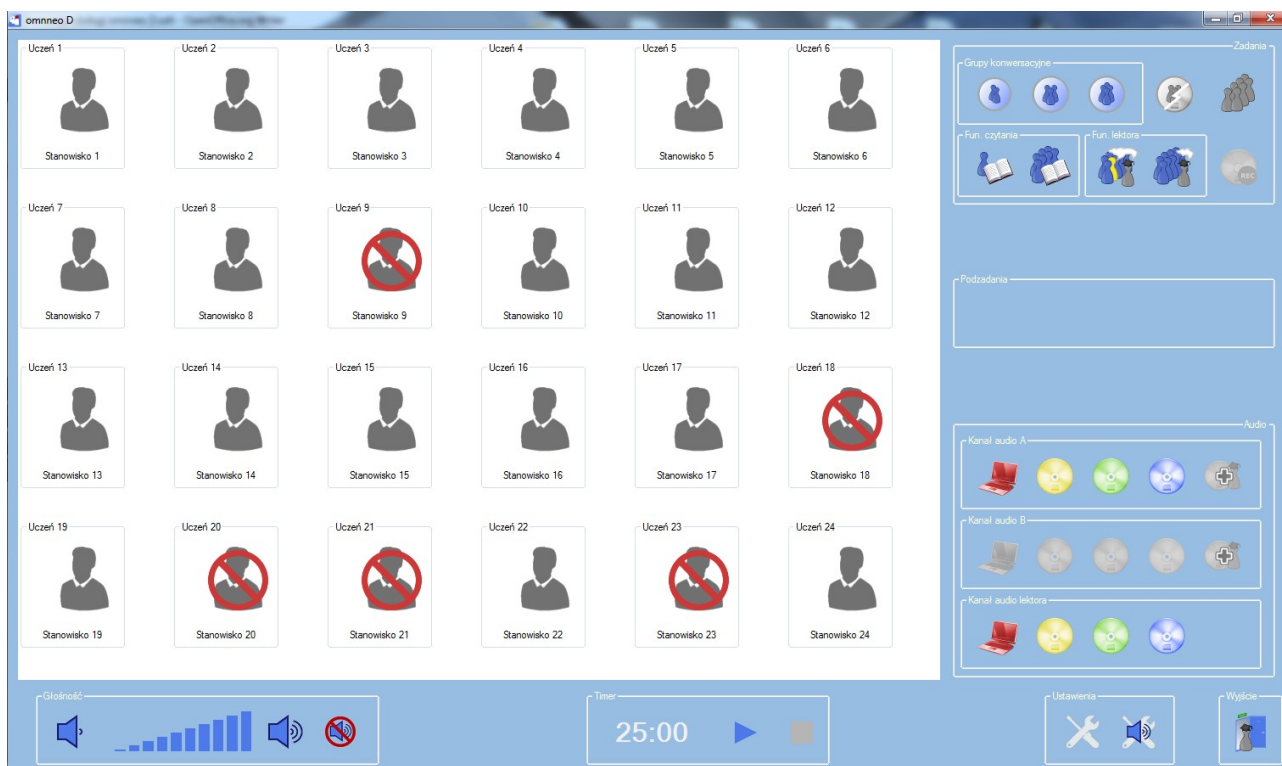 omnneo D
Uczeń 1 Uczeń 2 Uczeń 3 Uczeń 4 Uczeń 5 Uczeń 6
Stanowisko 1 Stanowisko 2 Stanowisko 3 Stanowisko 4 Stanowisko 5 Stanowisko 6
Uczeń 7 Uczeń 8 Uczeń 9 Uczeń 10 Uczeń 11 Uczeń 12
Stanowisko 7 Stanowisko 8 Stanowisko 9 Stanowisko 10 Stanowisko 11 Stanowisko 12
Uczeń 13 Uczeń 14 Uczeń 15 Uczeń 16 Uczeń 17 Uczeń 18
Stanowisko 13 Stanowisko 14 Stanowisko 15 Stanowisko 16 Stanowisko 17 Stanowisko 18
Uczeń 19 Uczeń 20 Uczeń 21 Uczeń 22 Uczeń 23 Uczeń 24
Stanowisko 19 Stanowisko 20 Stanowisko 21 Stanowisko 22 Stanowisko 23 Stanowisko 24
Zadania
Grupy konwersacyjne
Fun. czytania Fun. lektora
REC
Podzadania
Audio
Kanał audio A
Kanał audio B
Kanał audio lektora
Głośność Timer Ustawienia Wyjście
25:00